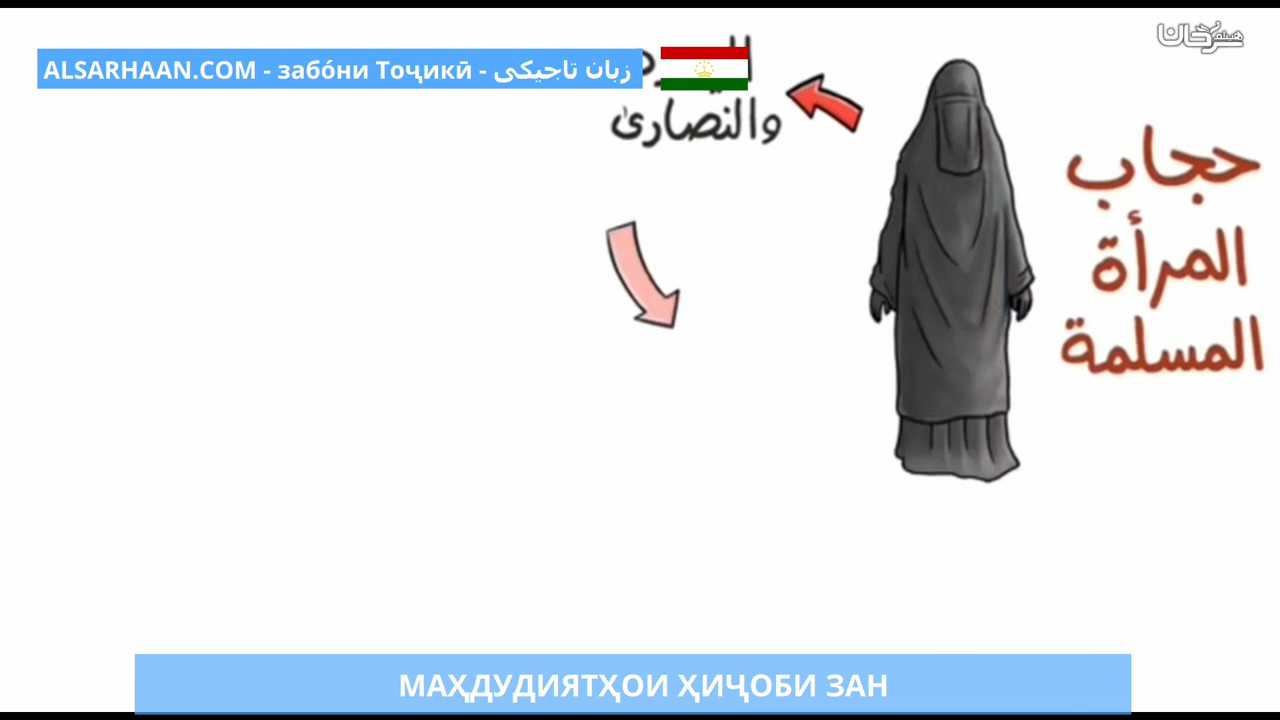 ALSARHAAN.COM - забо́ни Тоҷикӣ - زبان تاجیکی
والنصارى
حجاب
المرأة
المسلمة
МАҲДУДИЯТҲОИ ҲИҶОБИ ЗАН